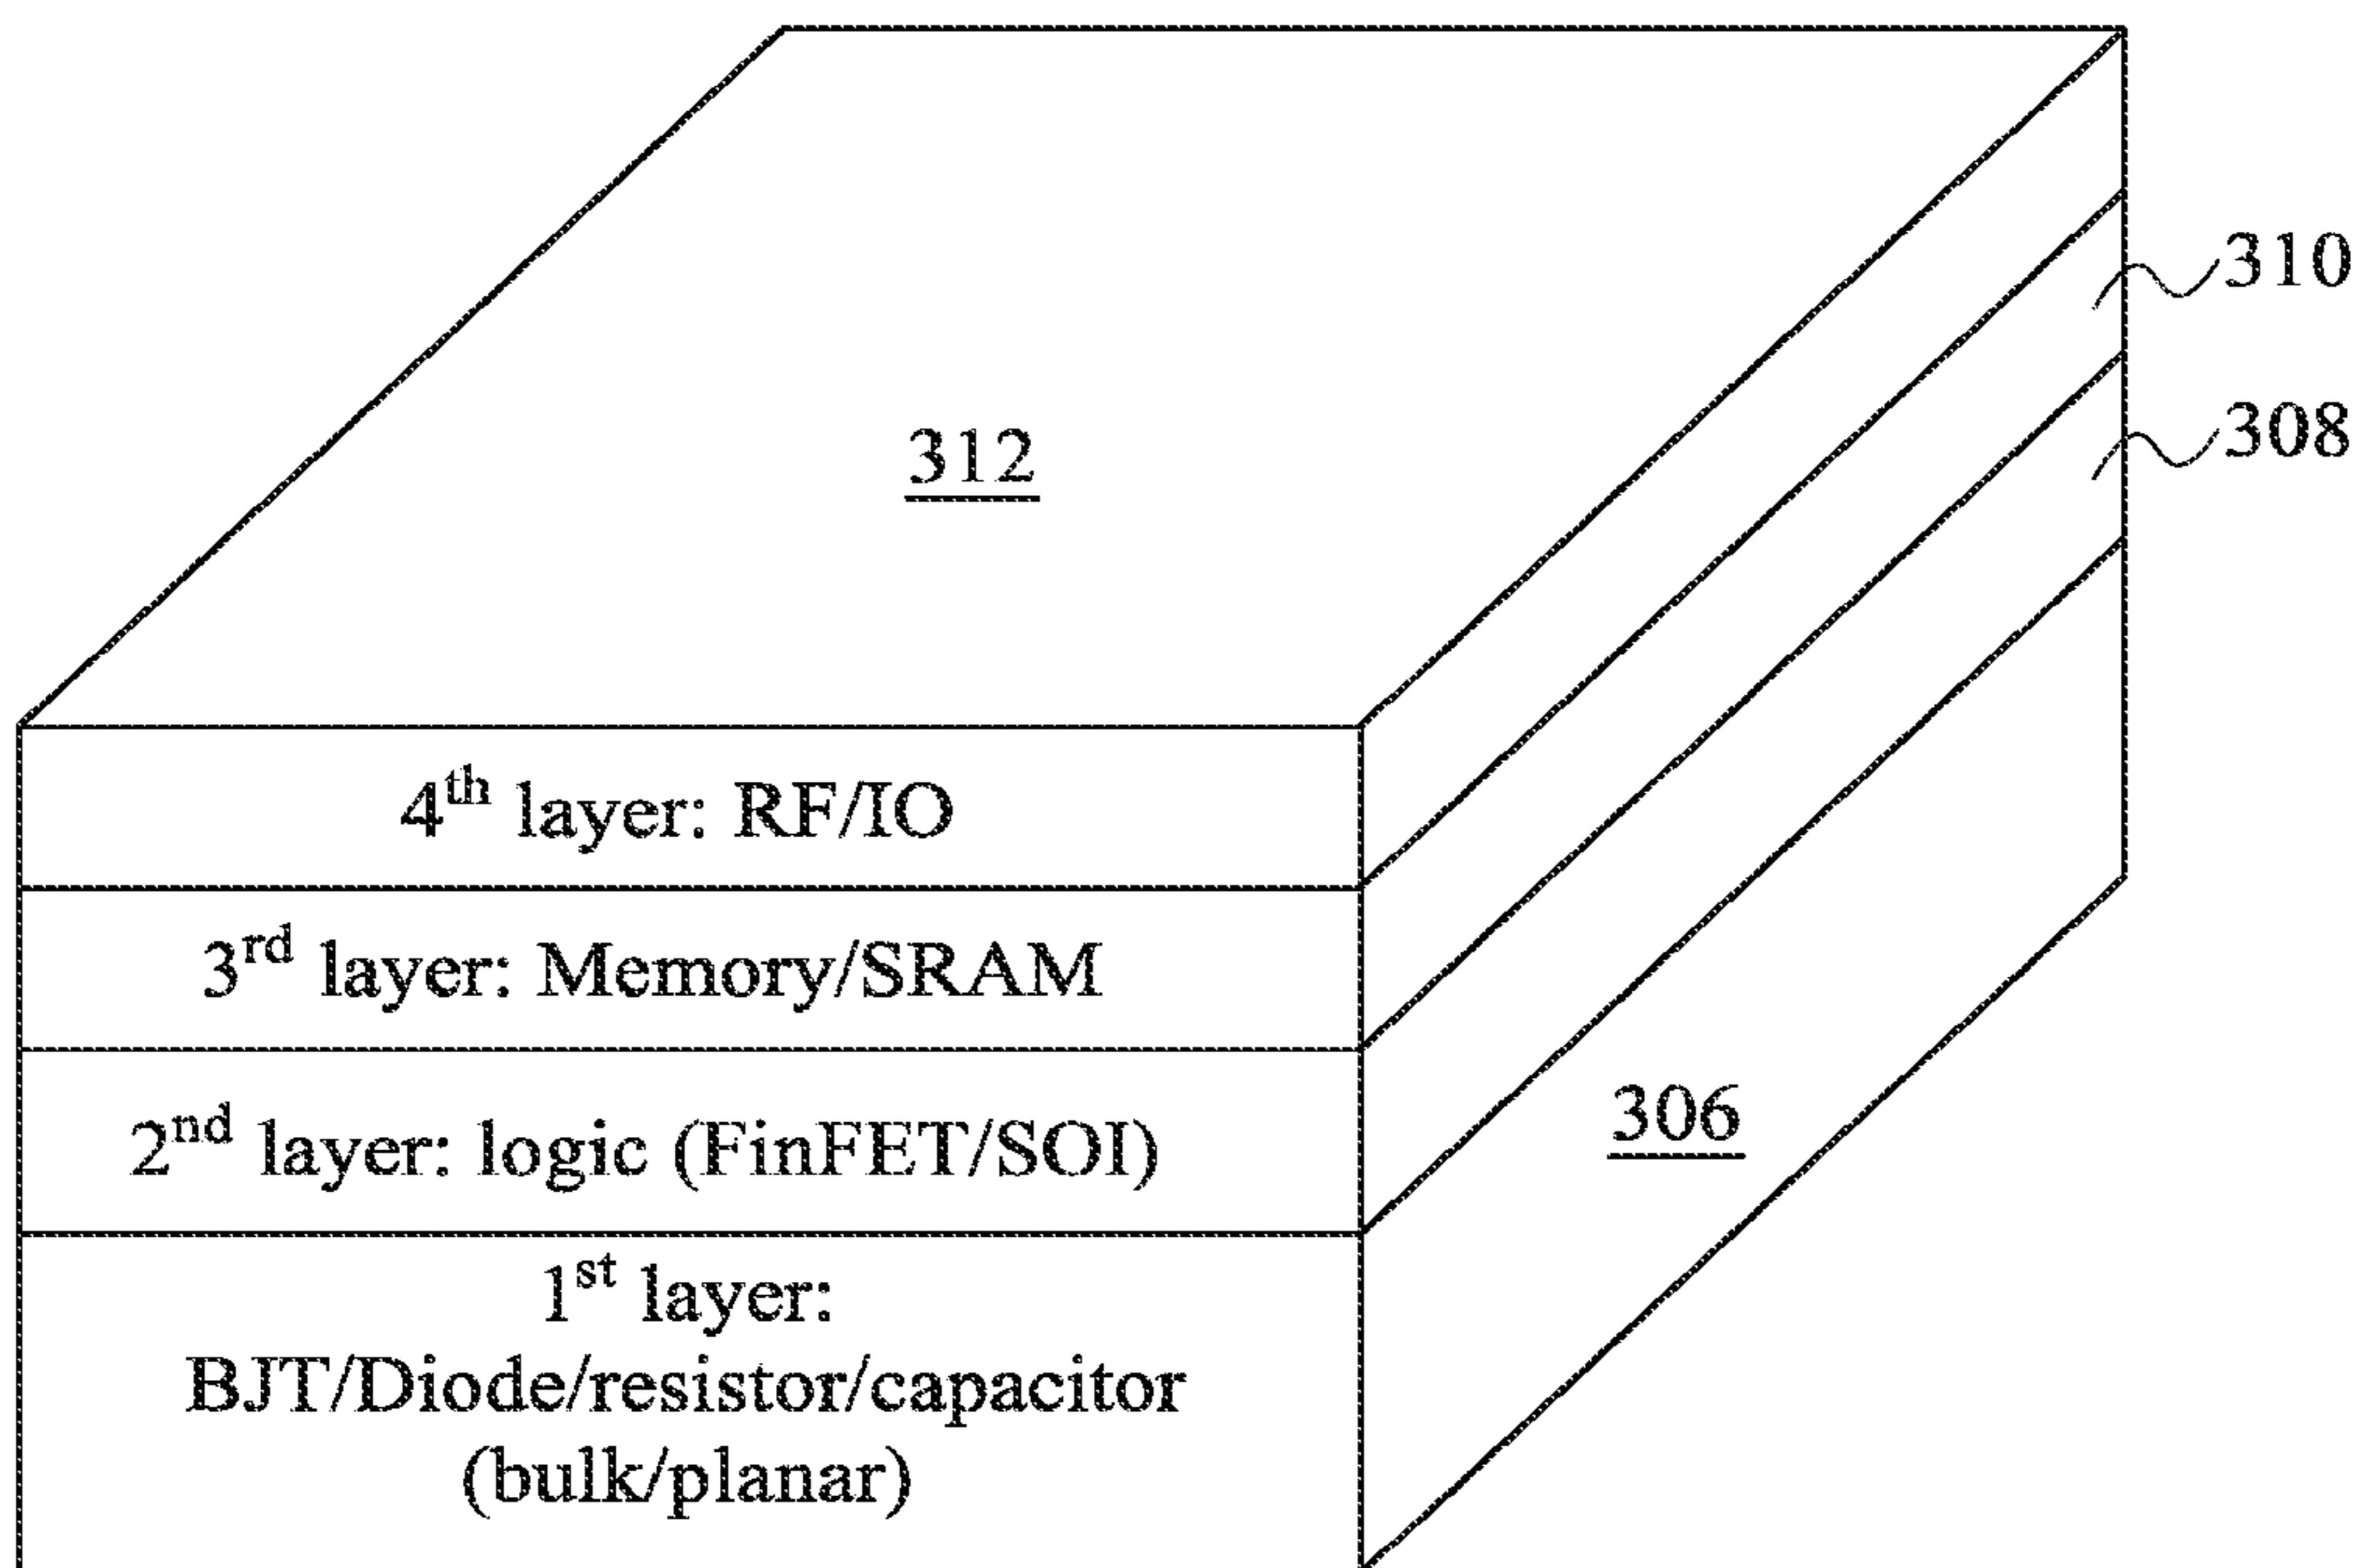 310
308
312
4th layer: RF/IO
3rd layer: Memory/SRAM
2nd layer: logic (FinFET/SOI)
306
1st layer:
BJT/Diode/resistor/capacitor
(bulk/planar)